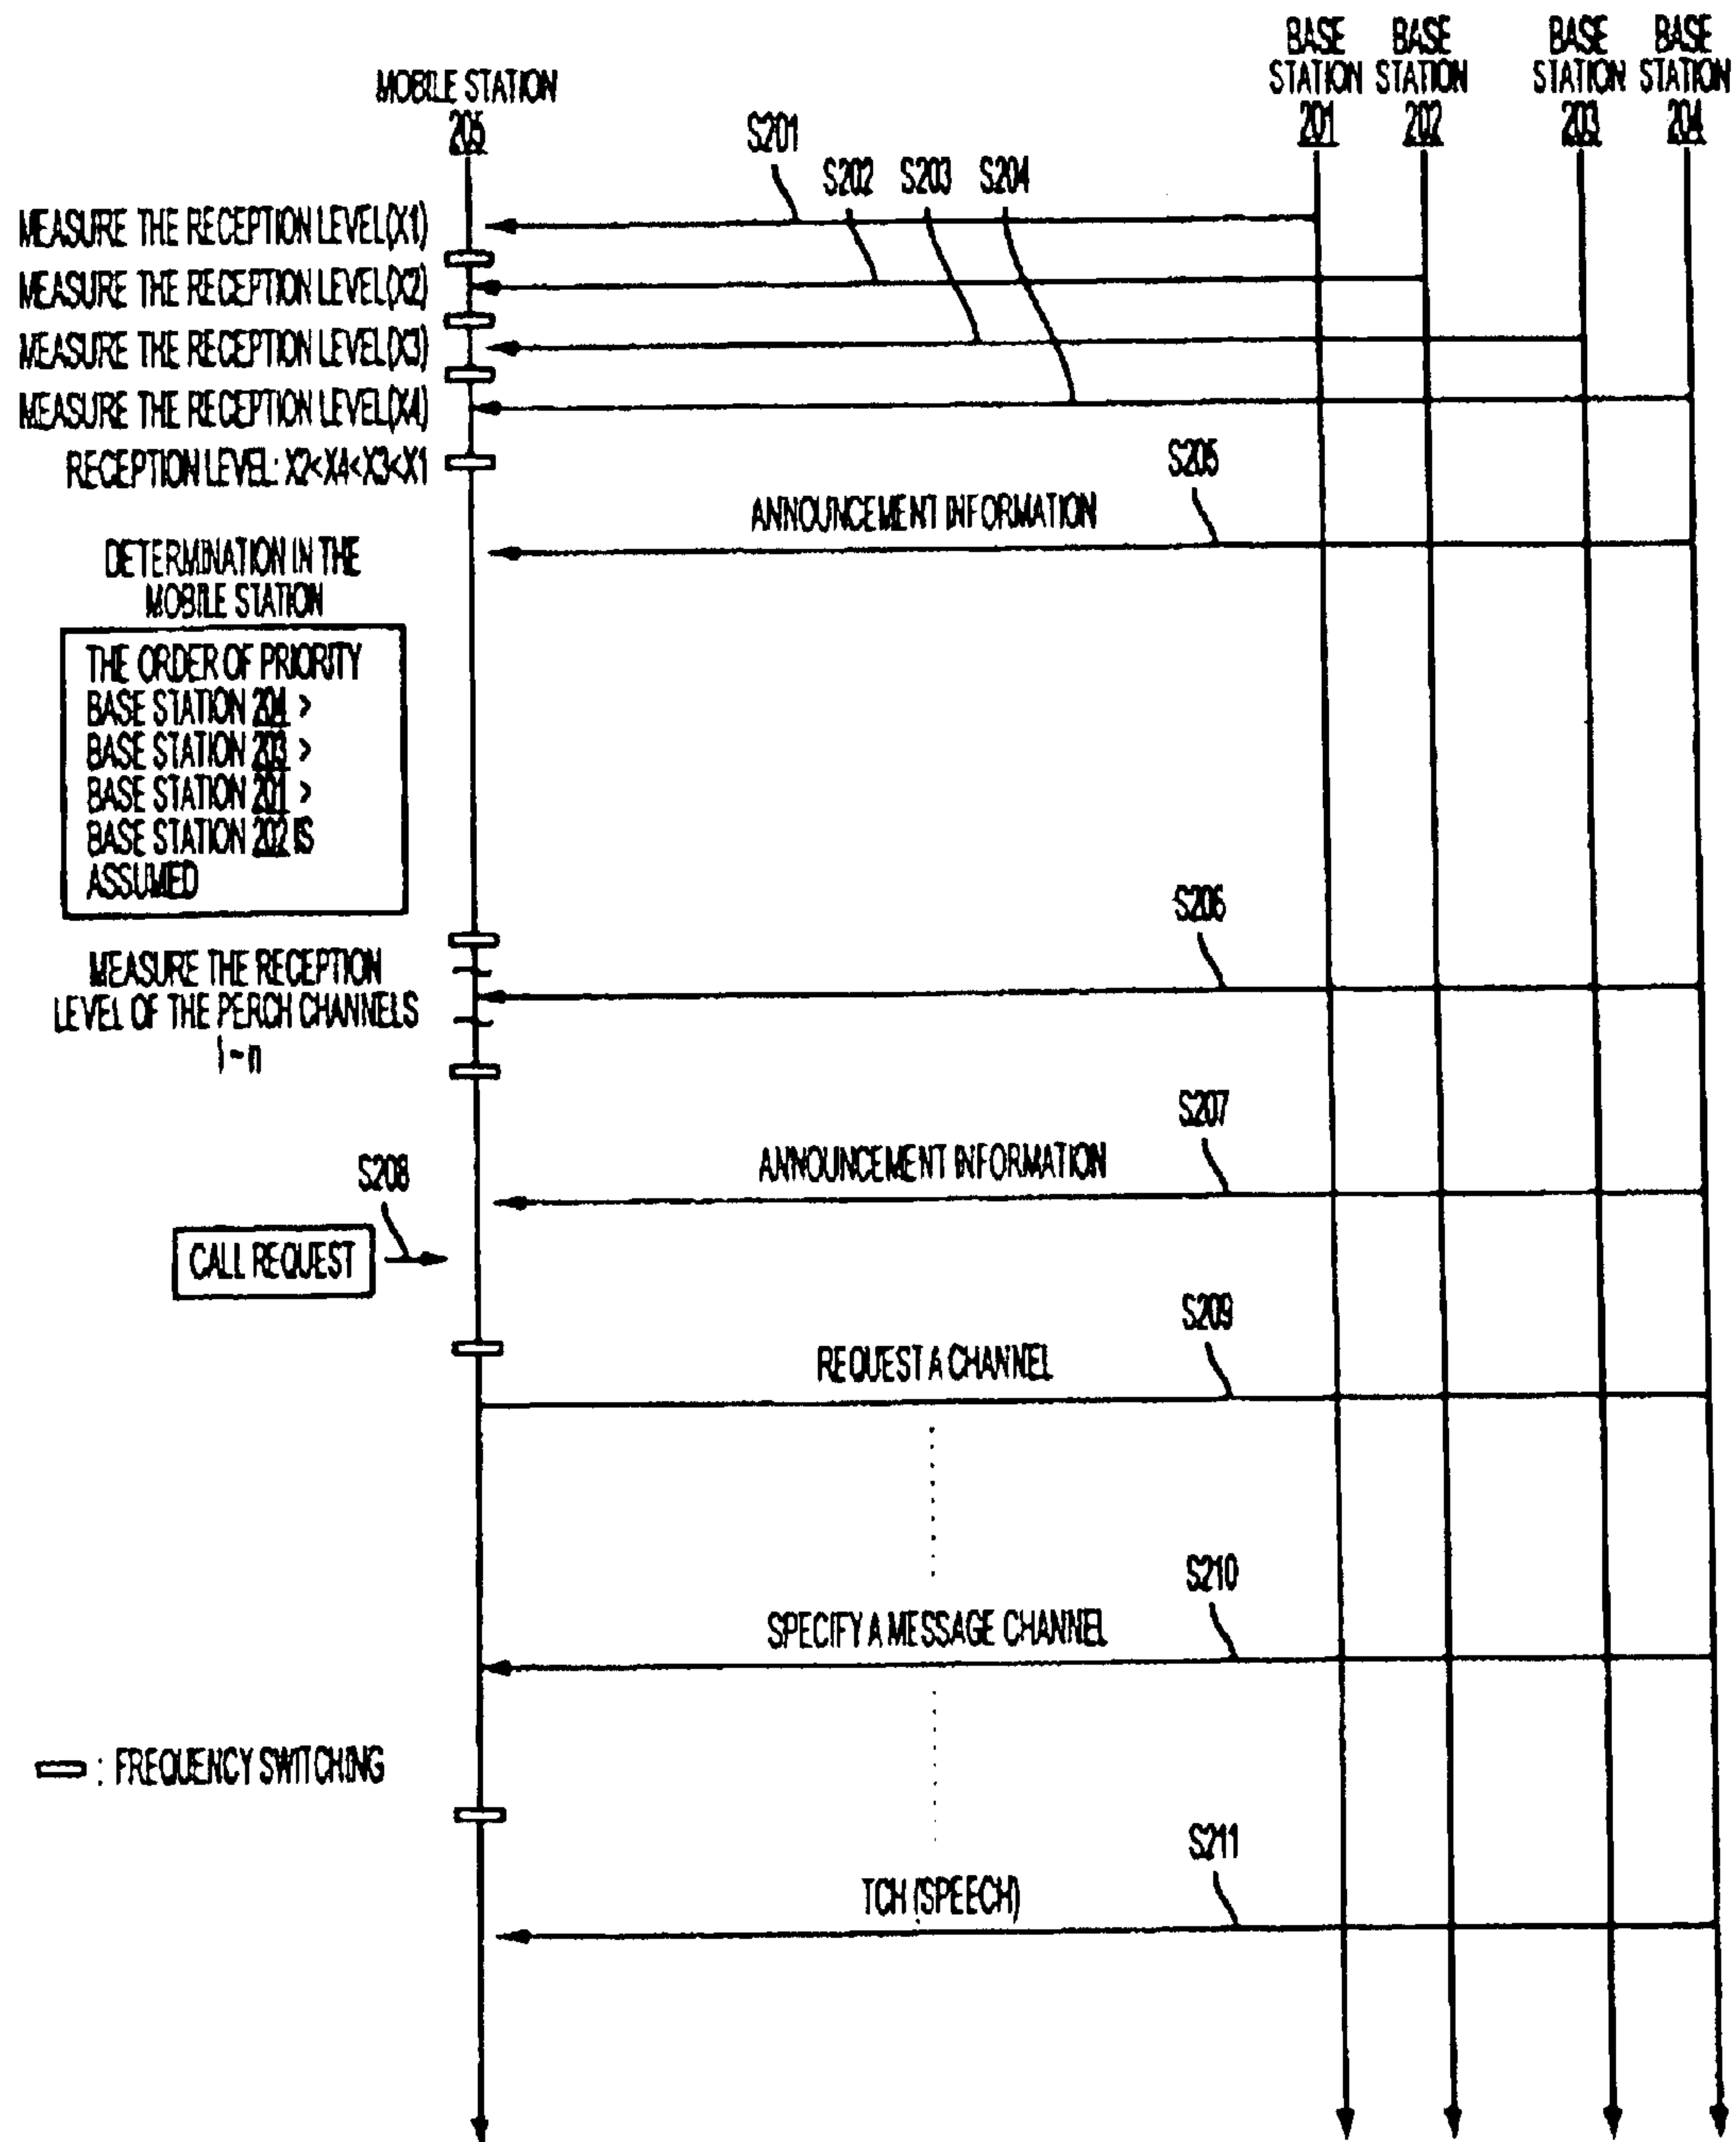 BASE STATION 201
BASE STATION 202
BASE STATION 203
BASE STATION 204
MOBILE STATION
205
S201
S202
S203
S204
MEASURE THE RECEPTION LEVEL(X1)
MEASURE THE RECEPTION LEVEL(X2)
MEASURE THE RECEPTION LEVEL(X3)
MEASURE THE RECEPTION LEVEL(X4)
RECEPTION LEVEL: X2<X4<X3<X1
S205
ANNOUNCEMENT INFORMATION
DETERMINATION IN THE
MOBILE STATION
THE ORDER OF PRIORITY
BASE STATION 204 >
BASE STATION 203 >
BASE STATION 201 >
BASE STATION 202 IS
ASSUMED
S206
MEASURE THE RECEPTION
LEVEL OF THE PERCH CHANNELS
1-n
S207
ANNOUNCEMENT INFORMATION
S208
CALL REQUEST
S209
REQUEST A CHANNEL
S210
SPECIFY A MESSAGE CHANNEL
: FREQUENCY SWITCHING
S211
TCH (SPEECH)